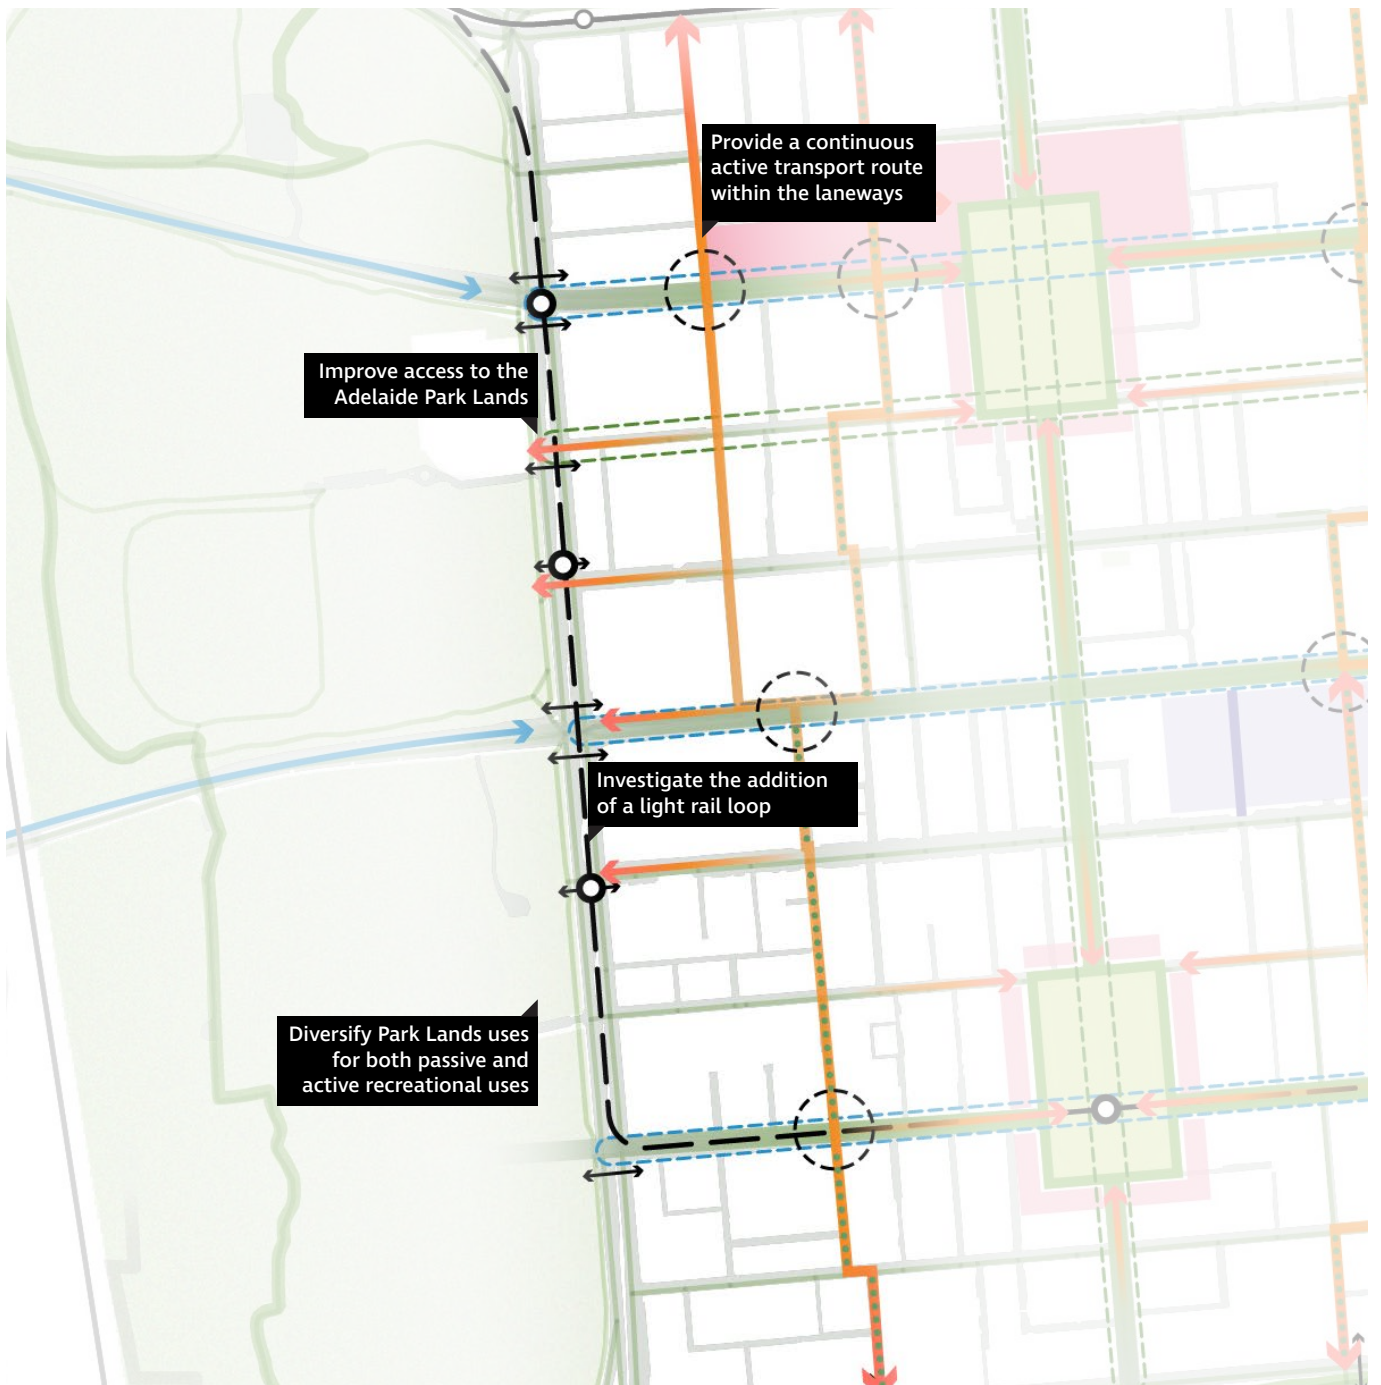 Provide a continuous
active transport route
within the laneways
Improve access to the
Adelaide Park Lands
Investigate the addition
of a light rail loop
Diversify Park Lands uses
for both passive and
active recreational uses